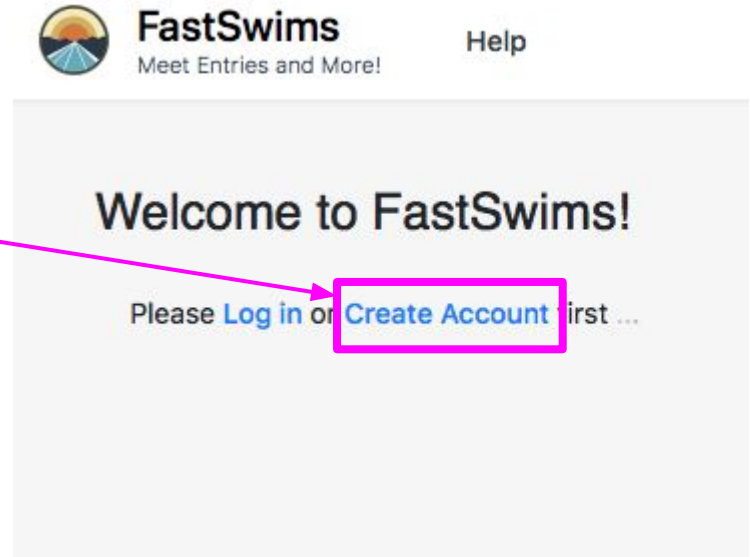 FastSwims
Meet Entries and More!
Help
Welcome to FastSwims!
Please Log in or Create Account first ...